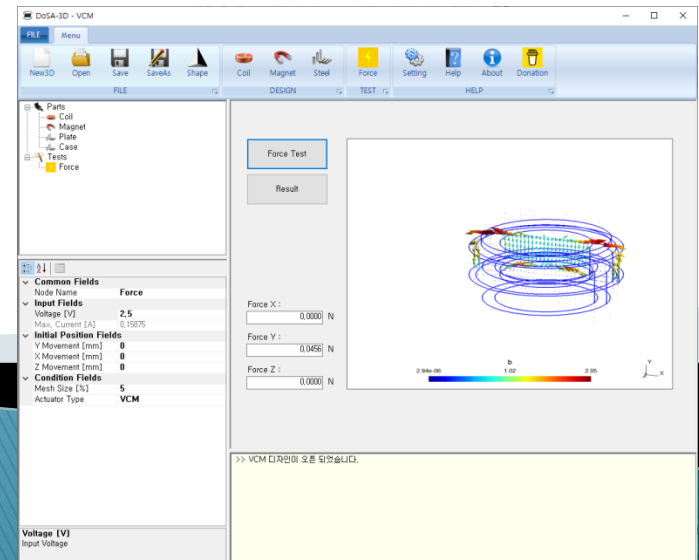 DoSA-3D - VCM
FILE Menu
New3D Open Save SaveAs Shape Coil Magnet Steel Force Setting Help About Donation
FILE DESIGN TEST HELP
Parts
Coil
Magnet
Plate
Case
Tests
Force
Common Fields
Node Name Force
Input Fields
Voltage [V] 2,5
Max, Current [A] 0,15875
Initial Position Fields
Y Movement [mm] 0
X Movement [mm] 0
Z Movement [mm] 0
Condition Fields
Mesh Size [%] 5
Actuator Type VCM
Voltage [V]
Input Voltage
Force Test
Result
Force X :
0,0000 N
Force Y :
0,0456 N
Force Z :
0,0000 N
b
2.94e-06 1.02 2.05
Y
X
>> VCM 디자인이 오픈 되었습니다.